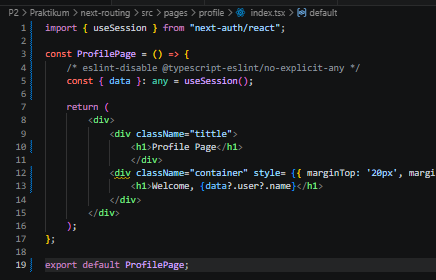 P2 > Praktikum > next-routing > src > pages > profile > index.tsx > default
1 import { useSession } from "next-auth/react";
2
3 const ProfilePage = () => {
4 /* eslint-disable @typescript-eslint/no-explicit-any */
5 const { data }: any = useSession();
6
7 return (
8 <div>
9 <div className="tittle">
10 <h1>Profile Page</h1>
11 </div>
12 <div className="container" style= {{ marginTop: '20px', margi
13 <h1>Welcome, {data?.user?.name}</h1>
14 </div>
15 </div>
16 );
17 };
18
19 export default ProfilePage;